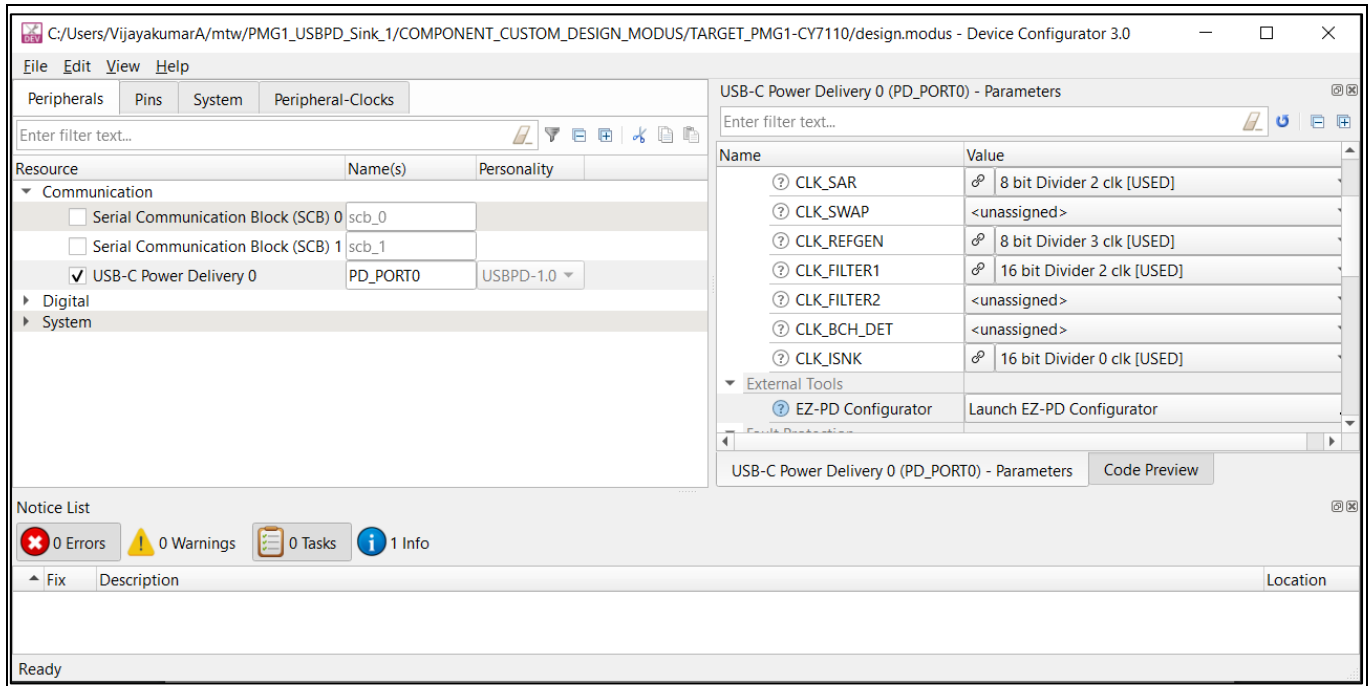 C:/Users/VijayakumarA/mtw/PMG1_USBPD_Sink_1/COMPONENT_CUSTOM_DESIGN_MODUS/TARGET_PMG1-CY7110/design.modus - Device Configurator 3.0
File Edit View Help
Peripherals Pins System Peripheral-Clocks
Enter filter text...
Resource Name(s) Personality
Communication
Serial Communication Block (SCB) 0 scb_0
Serial Communication Block (SCB) 1 scb_1
USB-C Power Delivery 0 PD_PORT0 USBPD-1.0
Digital
System
USB-C Power Delivery 0 (PD_PORT0) - Parameters
Enter filter text...
Name Value
CLK_SAR 8 bit Divider 2 clk [USED]
CLK_SWAP <unassigned>
CLK_REFGEN 8 bit Divider 3 clk [USED]
CLK_FILTER1 16 bit Divider 2 clk [USED]
CLK_FILTER2 <unassigned>
CLK_BCH_DET <unassigned>
CLK_ISNK 16 bit Divider 0 clk [USED]
External Tools
EZ-PD Configurator Launch EZ-PD Configurator
Fault Protection
USB-C Power Delivery 0 (PD_PORT0) - Parameters Code Preview
Notice List
0 Errors 0 Warnings 0 Tasks 1 Info
Fix Description Location
Ready